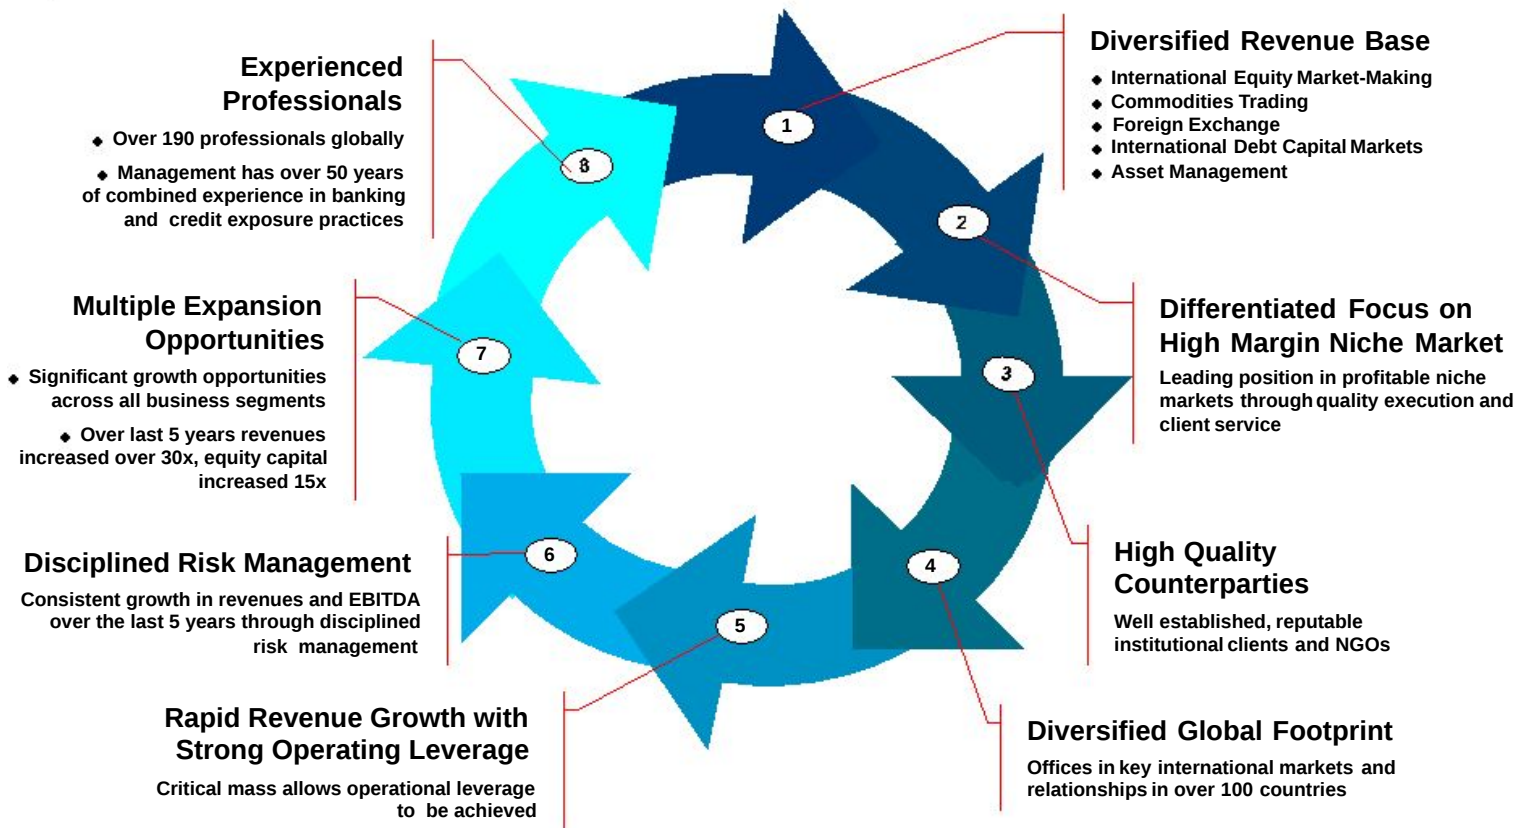 Diversified Revenue Base
◆ International Equity Market-Making
◆ Commodities Trading
◆ Foreign Exchange
◆ International Debt Capital Markets
◆ Asset Management
Differentiated Focus on
High Margin Niche Market
Leading position in profitable niche
markets through quality execution and
client service
High Quality
Counterparties
Well established, reputable
institutional clients and NGOs
Diversified Global Footprint
Offices in key international markets and
relationships in over 100 countries
Rapid Revenue Growth with
Strong Operating Leverage
Critical mass allows operational leverage
to be achieved
Disciplined Risk Management
Consistent growth in revenues and EBITDA
over the last 5 years through disciplined
risk management
Multiple Expansion
Opportunities
◆ Significant growth opportunities
across all business segments
◆ Over last 5 years revenues
increased over 30x, equity capital
increased 15x
Experienced
Professionals
◆ Over 190 professionals globally
◆ Management has over 50 years
of combined experience in banking
and credit exposure practices
1
2
3
4
5
6
7
8